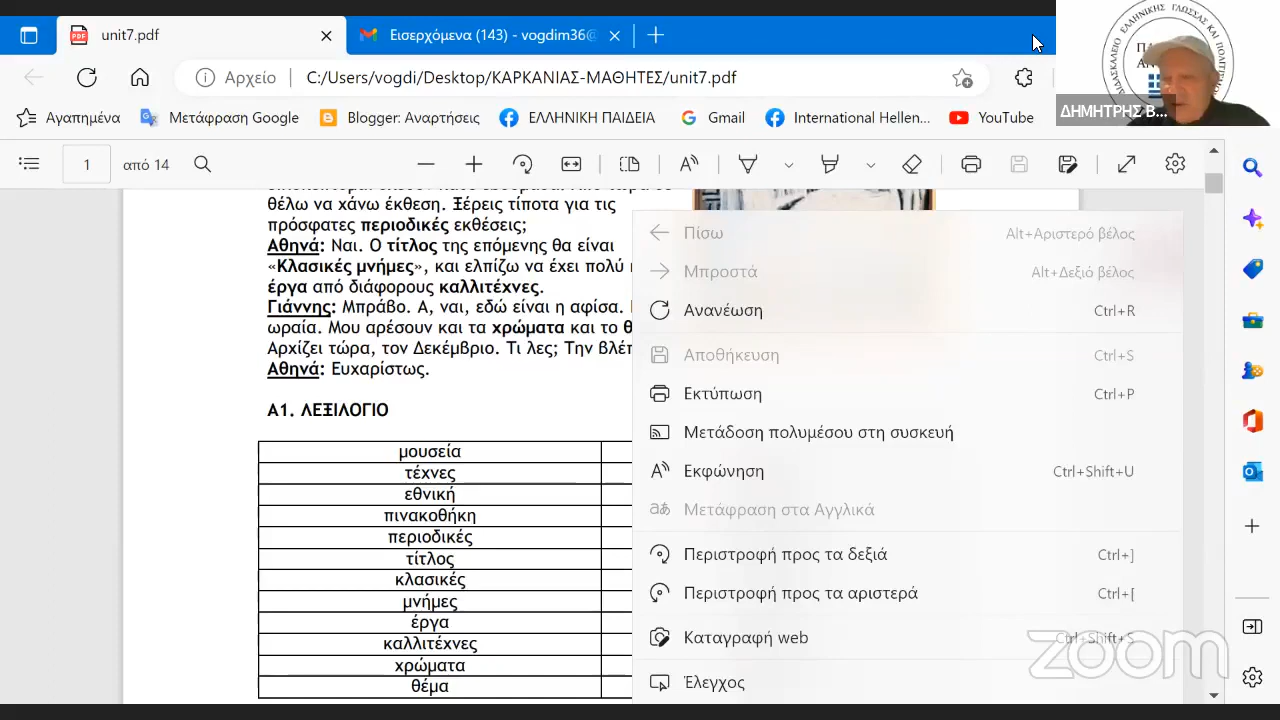 unit7.pdf
Εισερχόμενα (143) - vogdim36@
Αρχείο
C:/Users/vogdi/Desktop/ΚΑΡΚΑΝΙΑΣ-ΜΑΘΗΤΕΣ/unit7.pdf
ΔΗΜΗΤΡΗΣ Β...
Αγαπημένα
Μετάφραση Google
Blogger: Αναρτήσεις
ΕΛΛΗΝΙΚΗ ΠΑΙΔΕΙΑ
Gmail
International Hellen...
YouTube
1
από 14
θέλω να χάνω έκθεση. Ξέρεις τίποτα για τις
πρόσφατες περιοδικές εκθέσεις;
Αθηνά: Ναι. Ο τίτλος της επόμενης θα είναι
«Κλασικές μνήμες», και ελπίζω να έχει πολύ
έργα από διάφορους καλλιτέχνες.
Γιάννης: Μπράβο. Α, ναι, εδώ είναι η αφίσα.
ωραία. Μου αρέσουν και τα χρώματα και το θ
Αρχίζει τώρα, τον Δεκέμβριο. Τι λες; Την βλέπ
Αθηνά: Ευχαρίστως.
Α1. ΛΕΞΙΛΟΓΙΟ
μουσεία
τέχνες
εθνική
πινακοθήκη
περιοδικές
τίτλος
κλασικές
μνήμες
έργα
καλλιτέχνες
χρώματα
θέμα
Πίσω Alt+Αριστερό βέλος
Μπροστά Alt+Δεξιό βέλος
Ανανέωση Ctrl+R
Αποθήκευση Ctrl+S
Εκτύπωση Ctrl+P
Μετάδοση πολυμέσου στη συσκευή
Εκφώνηση Ctrl+Shift+U
Μετάφραση στα Αγγλικά
Περιστροφή προς τα δεξιά Ctrl+]
Περιστροφή προς τα αριστερά Ctrl+[
Καταγραφή web Ctrl+Shift+S
Έλεγχος
zoom